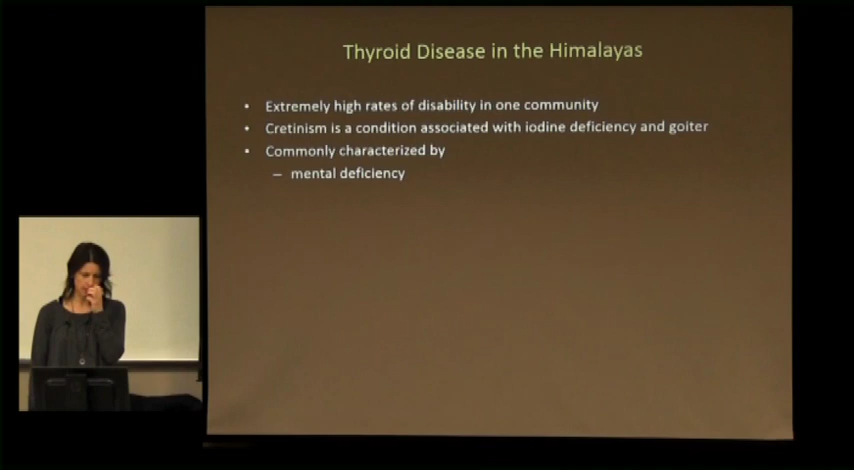 Thyroid Disease in the Himalayas
• Extremely high rates of disability in one community
• Cretinism is a condition associated with iodine deficiency and goiter
• Commonly characterized by
– mental deficiency